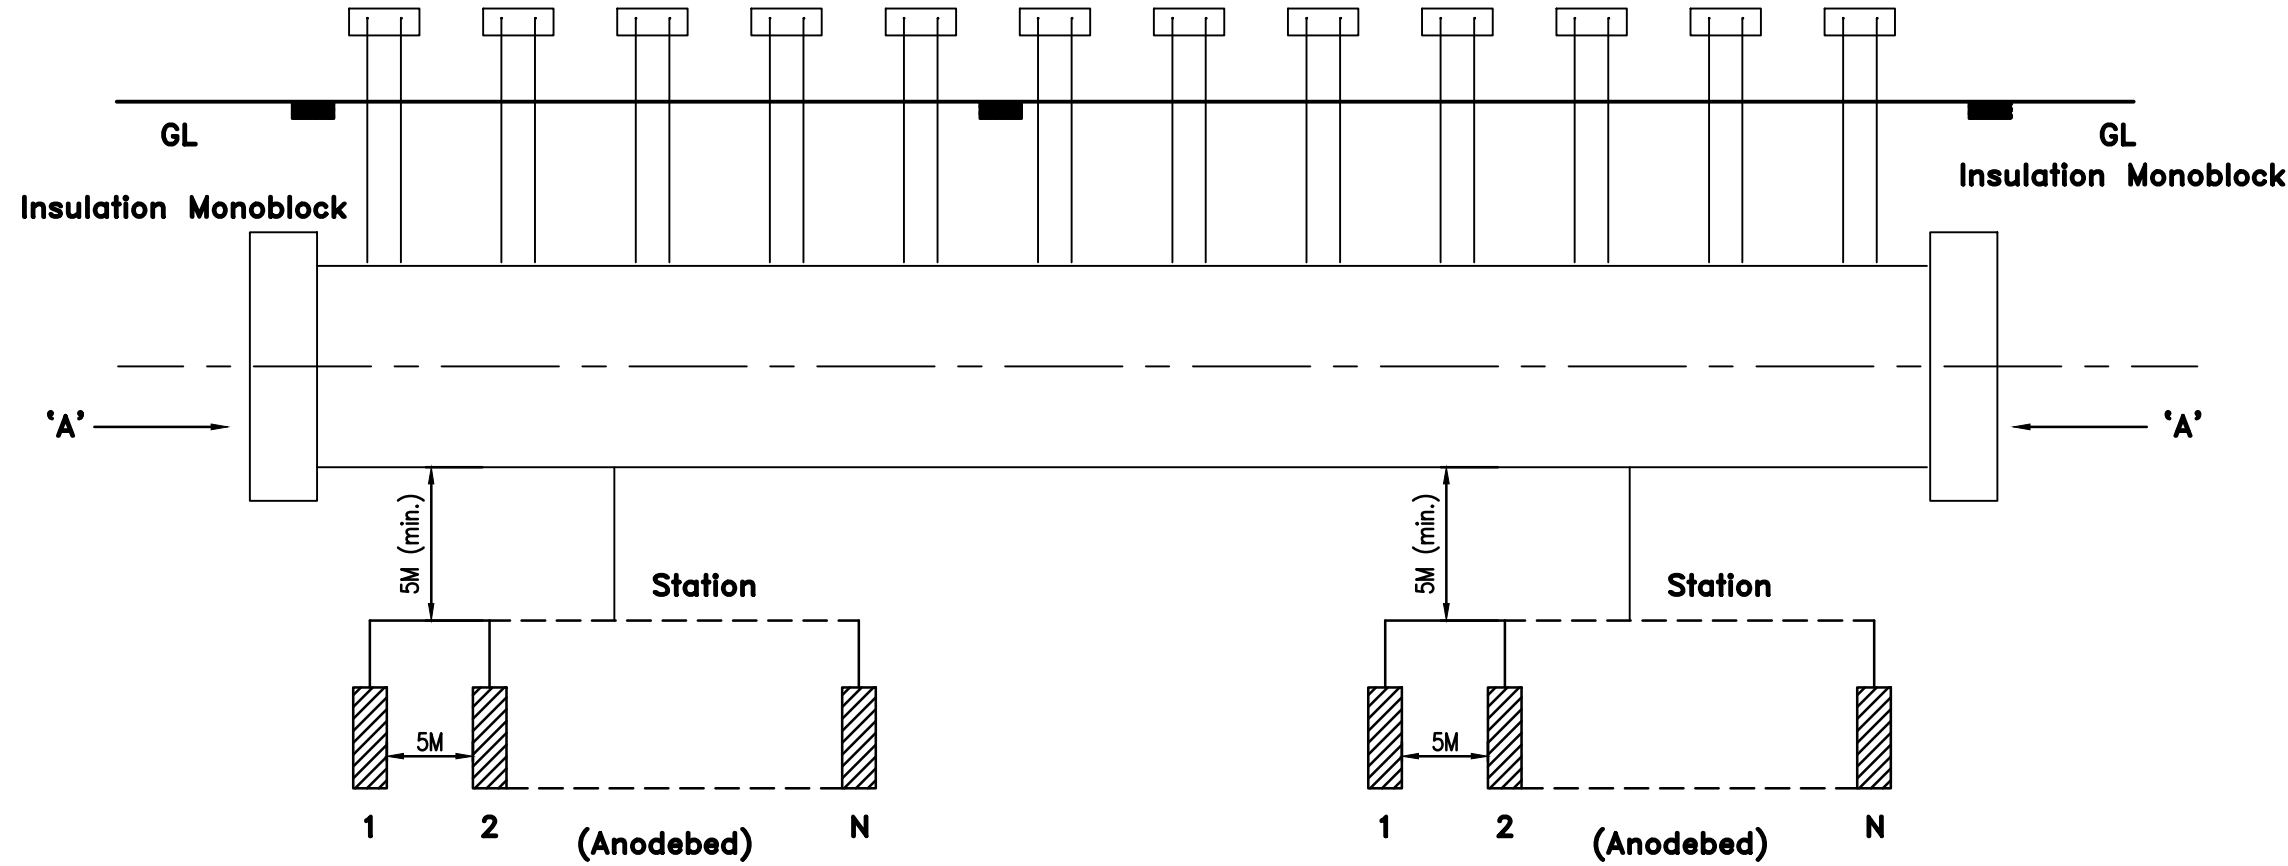 GL
GL
Insulation Monoblock
Insulation Monoblock
‘A’
‘A’
5M (min.)
5M (min.)
Station
Station
5M
5M
1
2
N
1
2
N
(Anodebed)
(Anodebed)